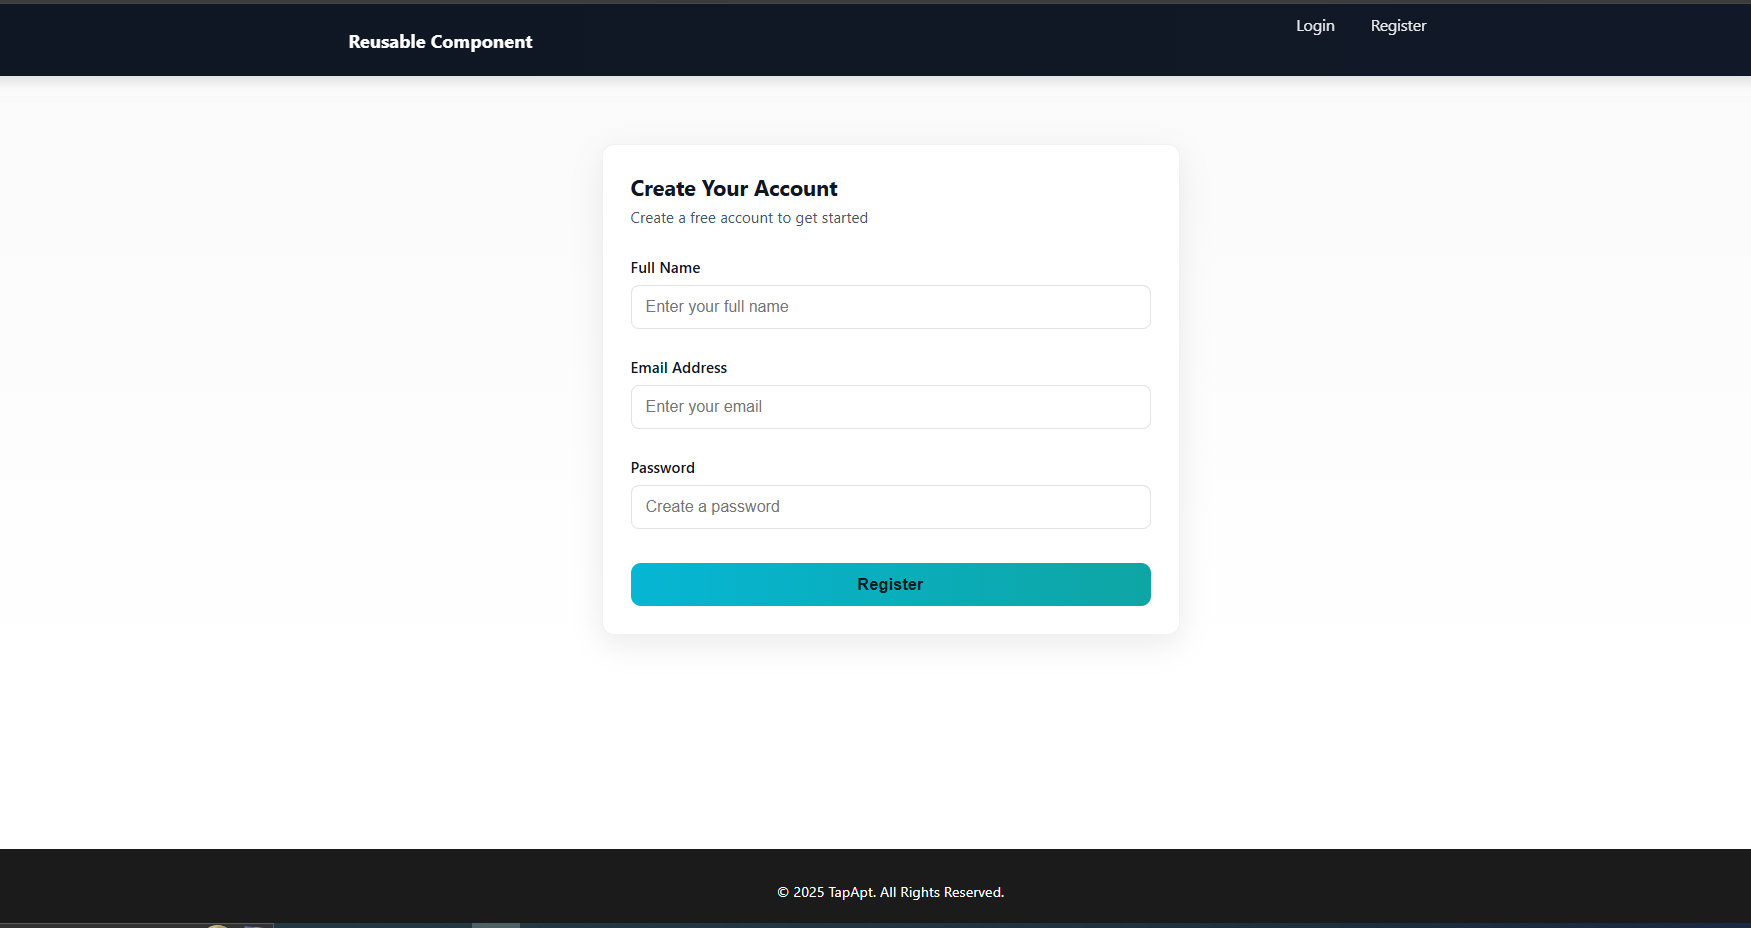 Reusable Component
Login
Register
Create Your Account
Create a free account to get started
Full Name
Enter your full name
Email Address
Enter your email
Password
Create a password
Register
© 2025 TapApt. All Rights Reserved.